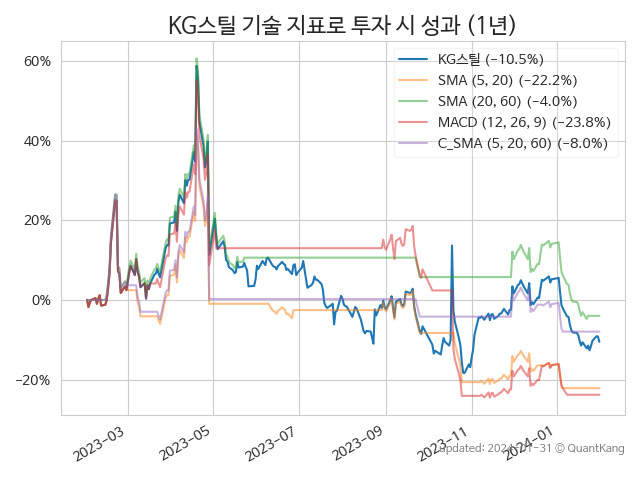 KG스틸 기술 지표로 투자 시 성과 (1년)
KG스틸 (−10.5%)
SMA (5, 20) (−22.2%)
SMA (20, 60) (−4.0%)
MACD (12, 26, 9) (−23.8%)
C_SMA (5, 20, 60) (−8.0%)
60%
40%
20%
0%
−20%
2023−03
2023−05
2023−07
2023−09
2023−11
2024−01
updated: 2024−01−31 © QuantKang